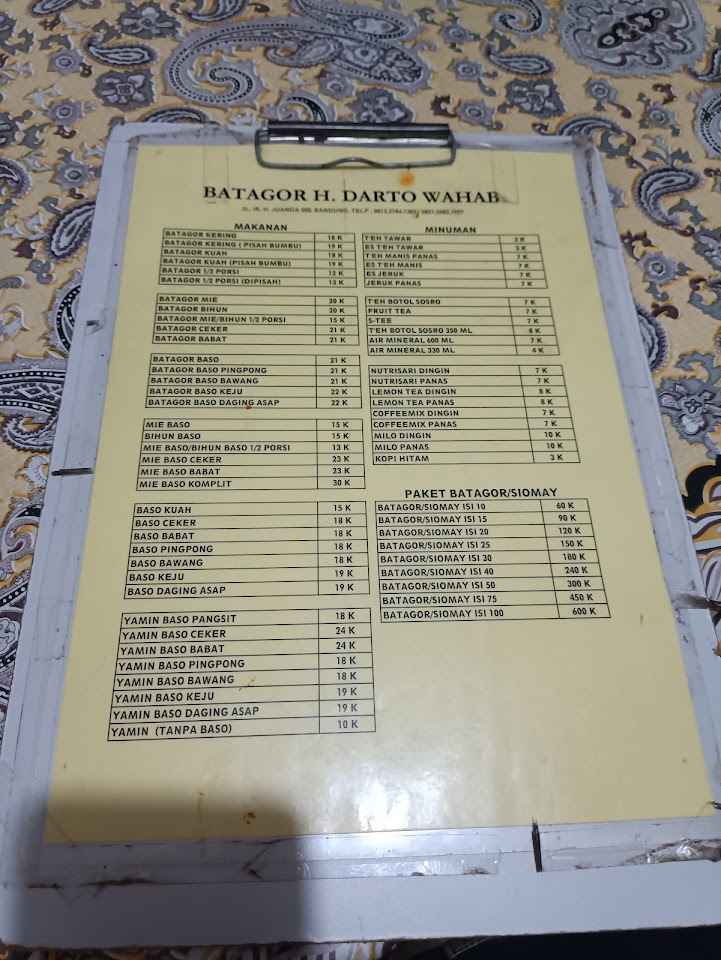 BATAGOR H. DARTO WAHAB
JL. IR. H. JUANDA BANDUNG. TELP :
MAKANAN
BATAGOR KERING 18 K
BATAGOR KERING ( PISAH BUMBU) 19 K
BATAGOR KUAH 18 K
BATAGOR KUAH (PISAH BUMBU) 19 K
BATAGOR 1/2 PORSI 12 K
BATAGOR 1/2 PORSI (DIPISAH) 13 K
BATAGOR MIE 20 K
BATAGOR BIHUN 20 K
BATAGOR MIE/BIHUN 1/2 PORSI 15 K
BATAGOR CEKER 21 K
BATAGOR BABAT 21 K
BATAGOR BASO 21 K
BATAGOR BASO PINGPONG 21 K
BATAGOR BASO BAWANG 21 K
BATAGOR BASO KEJU 22 K
BATAGOR BASO DAGING ASAP 22 K
MIE BASO 15 K
BIHUN BASO 15 K
MIE BASO/BIHUN BASO 1/2 PORSI 13 K
MIE BASO CEKER 23 K
MIE BASO BABAT 23 K
MIE BASO KOMPLIT 30 K
BASO KUAH 15 K
BASO CEKER 18 K
BASO BABAT 18 K
BASO PINGPONG 18 K
BASO BAWANG 18 K
BASO KEJU 19 K
BASO DAGING ASAP 19 K
YAMIN BASO PANGSIT 18 K
YAMIN BASO CEKER 24 K
YAMIN BASO BABAT 24 K
YAMIN BASO PINGPONG 18 K
YAMIN BASO BAWANG 18 K
YAMIN BASO KEJU 19 K
YAMIN BASO DAGING ASAP 19 K
YAMIN (TANPA BASO) 10 K
MINUMAN
TEH TAWAR 2 K
ES TEH TAWAR 3 K
TEH MANIS PANAS 7 K
ES TEH MANIS 7 K
ES JERUK 7 K
JERUK PANAS 7 K
TEH BOTOL SOSRO 7 K
FRUIT TEA 7 K
S-TEE 7 K
TEH BOTOL SOSRO 350 ML 8 K
AIR MINERAL 600 ML 7 K
AIR MINERAL 330 ML 4 K
NUTRISARI DINGIN 7 K
NUTRISARI PANAS 7 K
LEMON TEA DINGIN 8 K
LEMON TEA PANAS 8 K
COFFEEMIX DINGIN 7 K
COFFEEMIX PANAS 7 K
MILO DINGIN 10 K
MILO PANAS 10 K
KOPI HITAM 3 K
PAKET BATAGOR/SIOMAY
BATAGOR/SIOMAY ISI 10 60 K
BATAGOR/SIOMAY ISI 15 90 K
BATAGOR/SIOMAY ISI 20 120 K
BATAGOR/SIOMAY ISI 25 150 K
BATAGOR/SIOMAY ISI 30 180 K
BATAGOR/SIOMAY ISI 40 240 K
BATAGOR/SIOMAY ISI 50 300 K
BATAGOR/SIOMAY ISI 75 450 K
BATAGOR/SIOMAY ISI 100 600 K